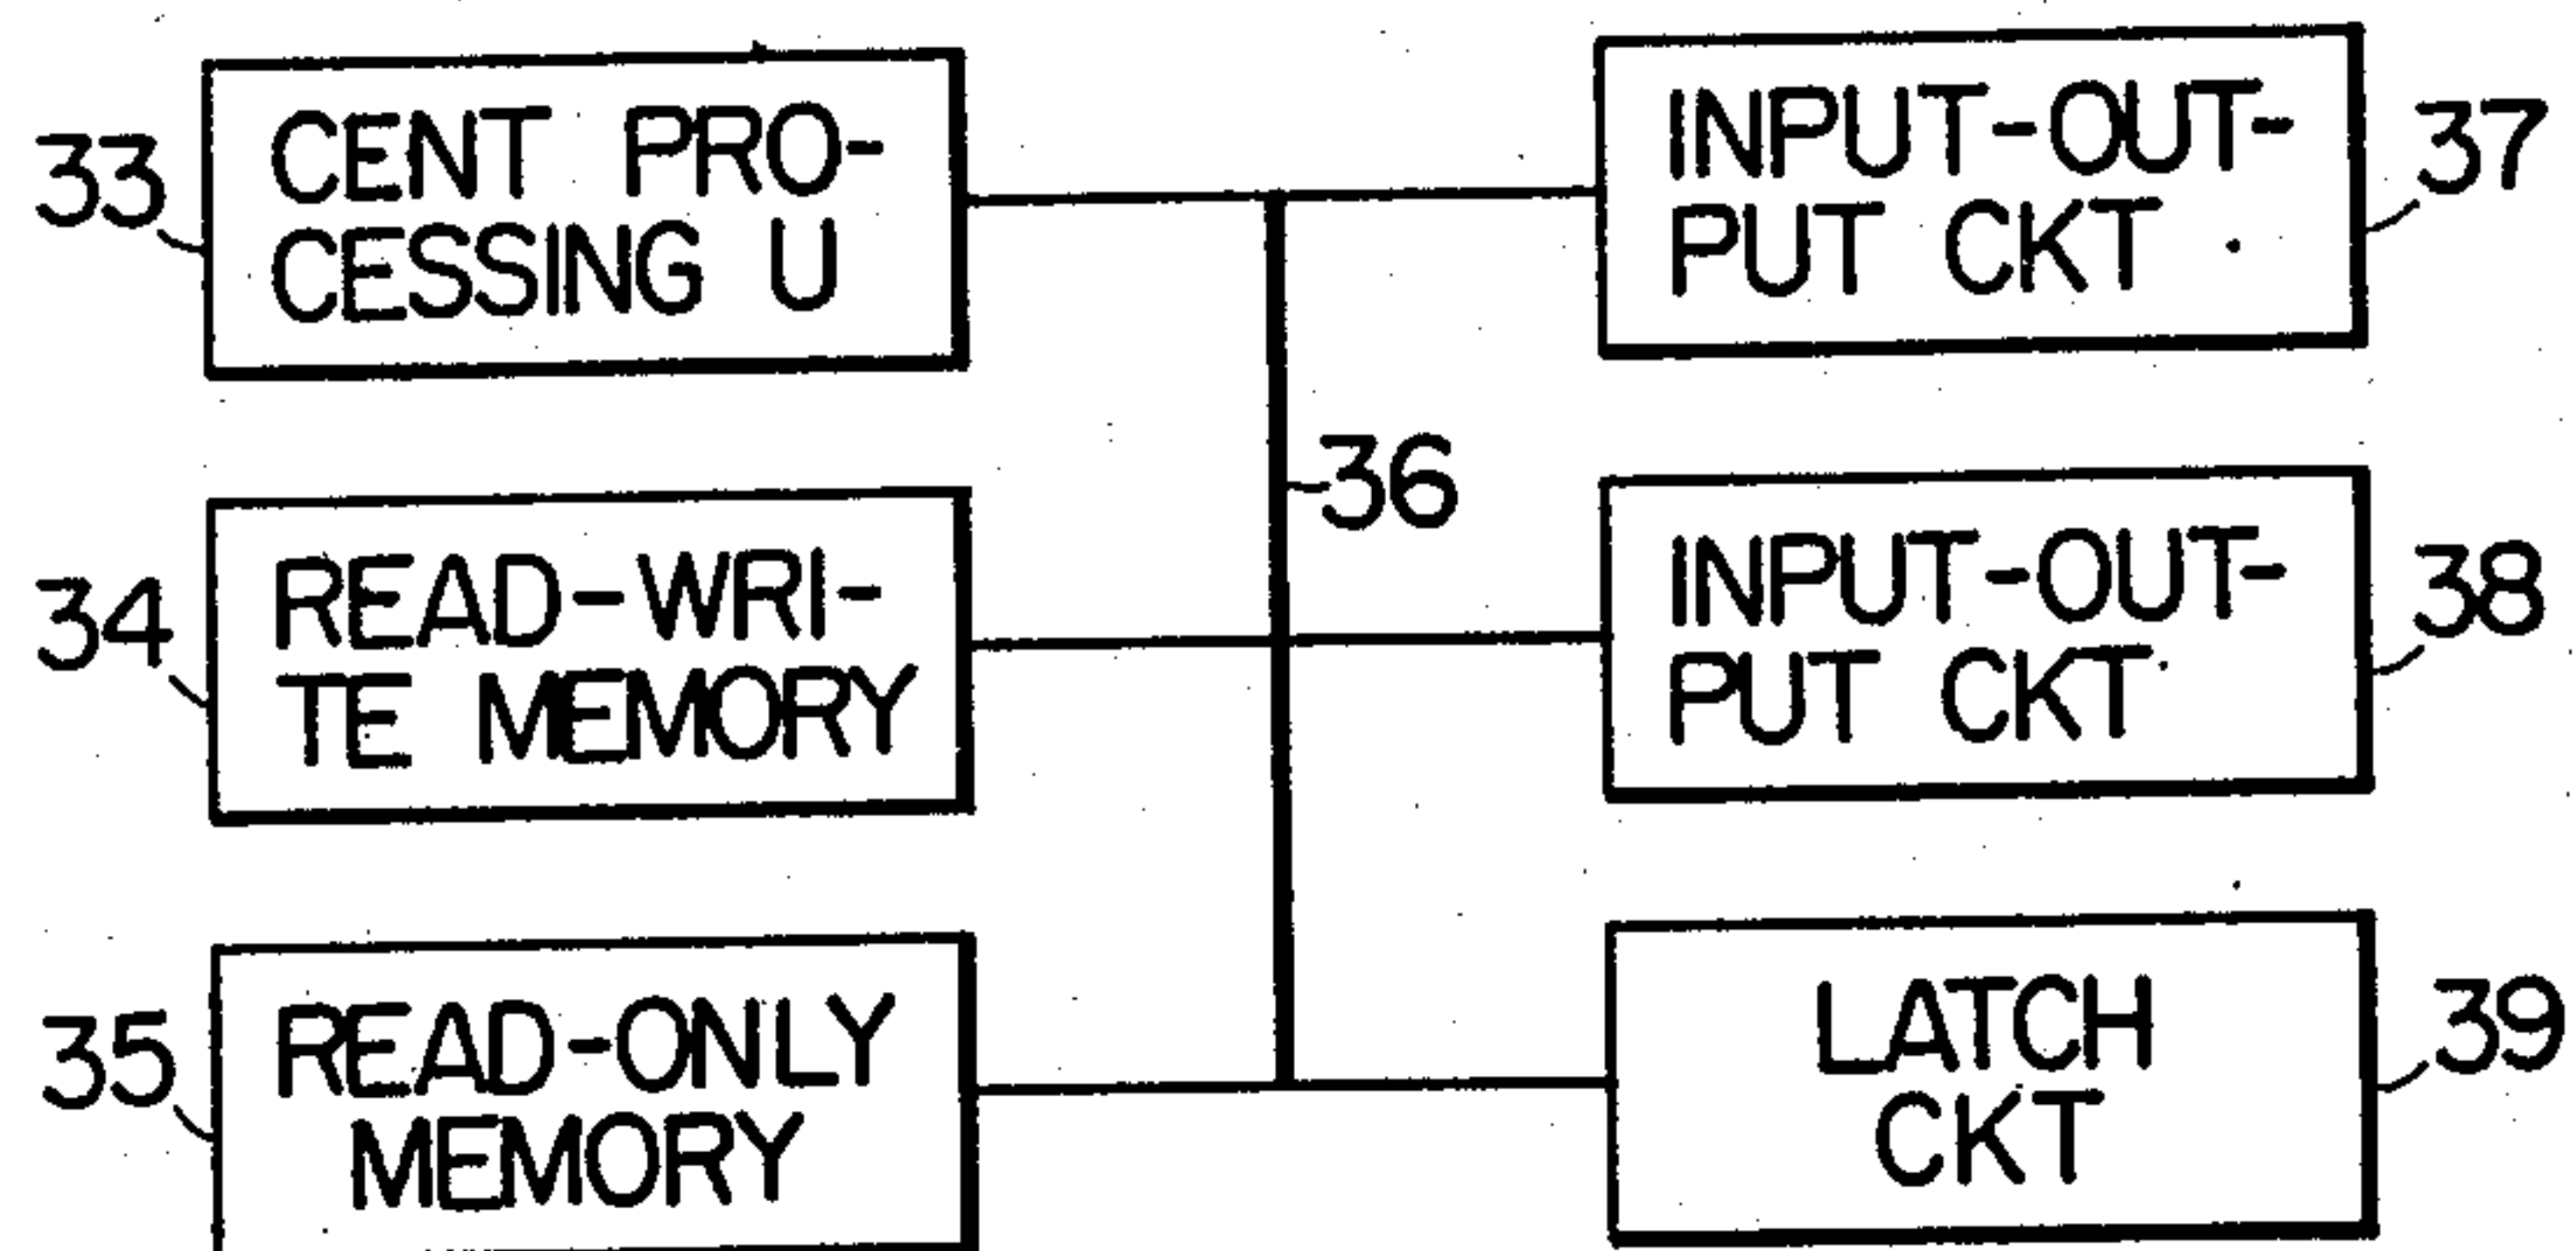 33
CENT PRO-
CESSING U
INPUT-OUT-
PUT CKT
37
36
34
READ-WRI-
TE MEMORY
INPUT-OUT-
PUT CKT
38
35
READ-ONLY
MEMORY
LATCH
CKT
39